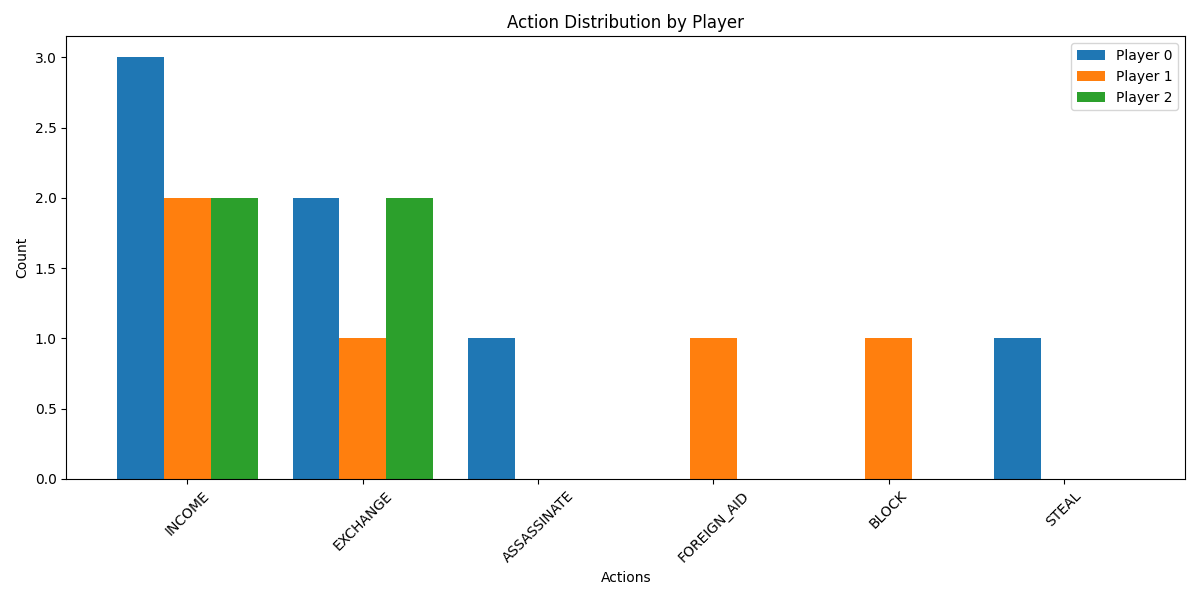 Action Distribution by Player
Player 0
Player 1
Player 2
Count
3.0
2.5
2.0
1.5
1.0
0.5
0.0
INCOME
EXCHANGE
ASSASSINATE
FOREIGN_AID
BLOCK
STEAL
Actions